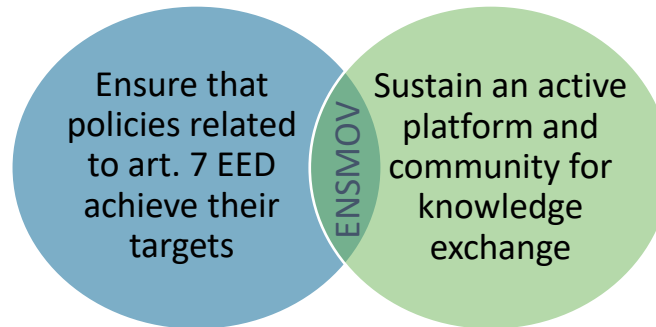 Ensure that
policies related
to art. 7 EED
achieve their
targets
ENSMOV
Sustain an active
platform and
community for
knowledge
exchange